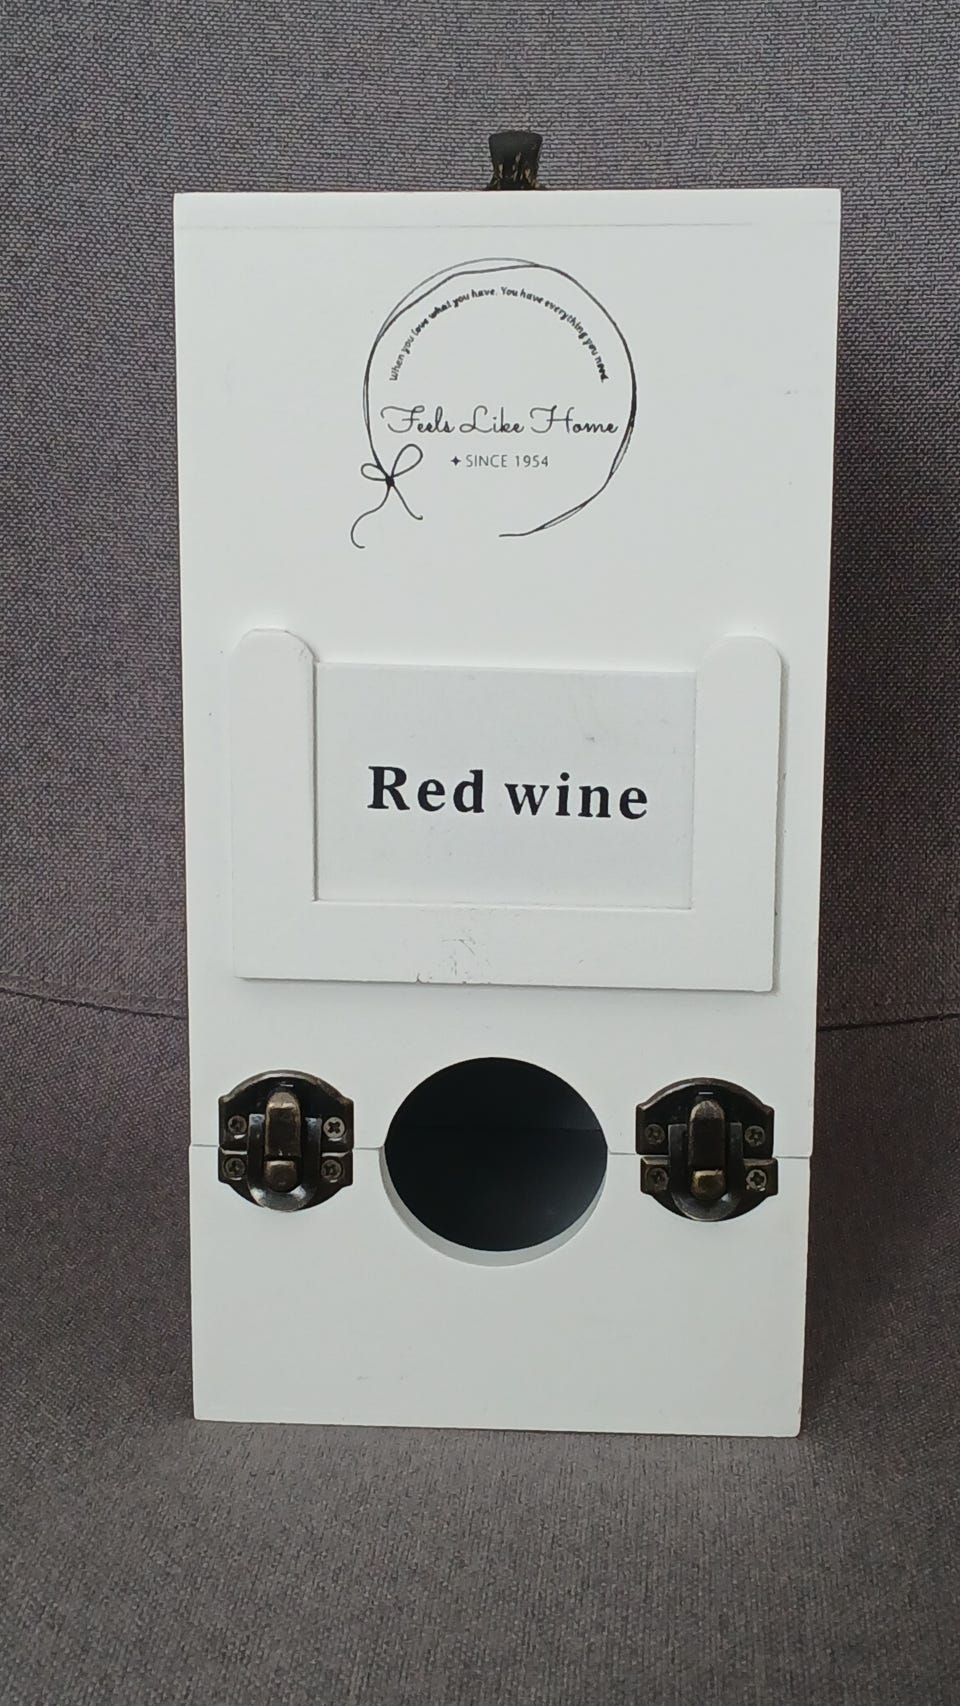 When you love what you have. You have everything you need.
Feels Like Home
✦ SINCE 1954
Red wine